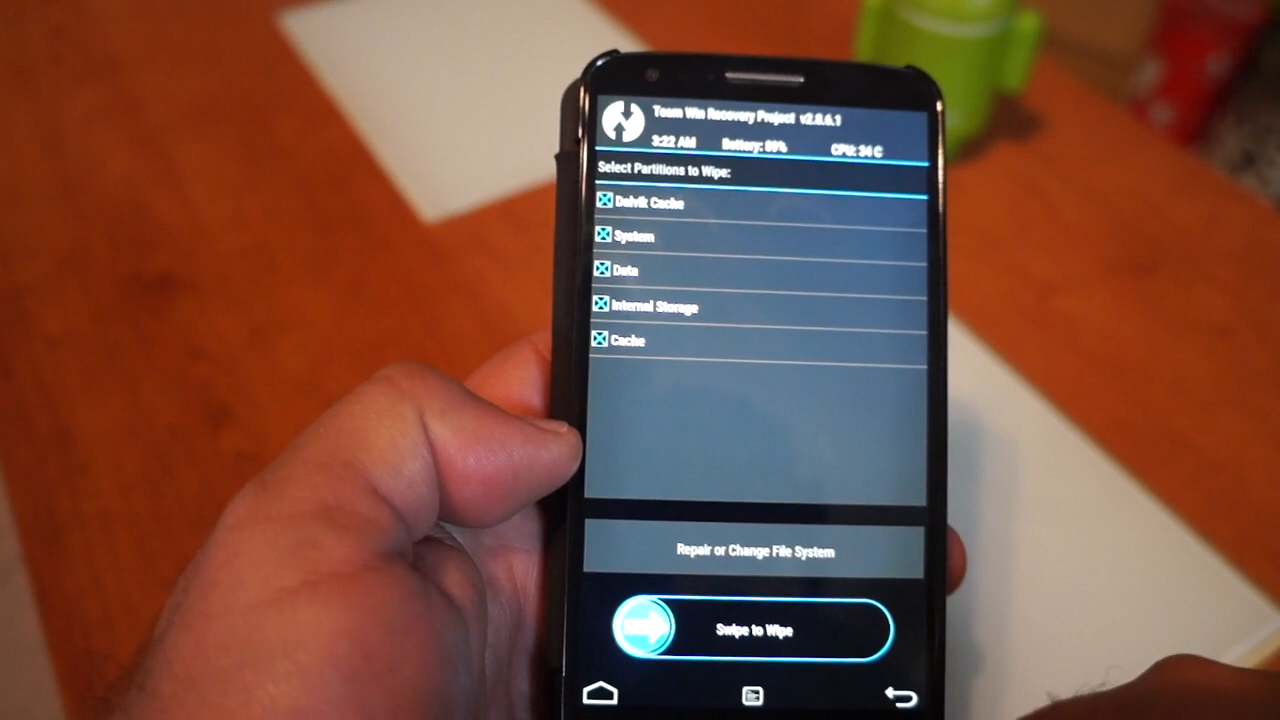 Team Win Recovery Project v2.8.6.1
3:22 AM Battery: 89% CPU: 34 C
Select Partitions to Wipe:
Dalvik Cache
System
Data
Internal Storage
Cache
Repair or Change File System
Swipe to Wipe